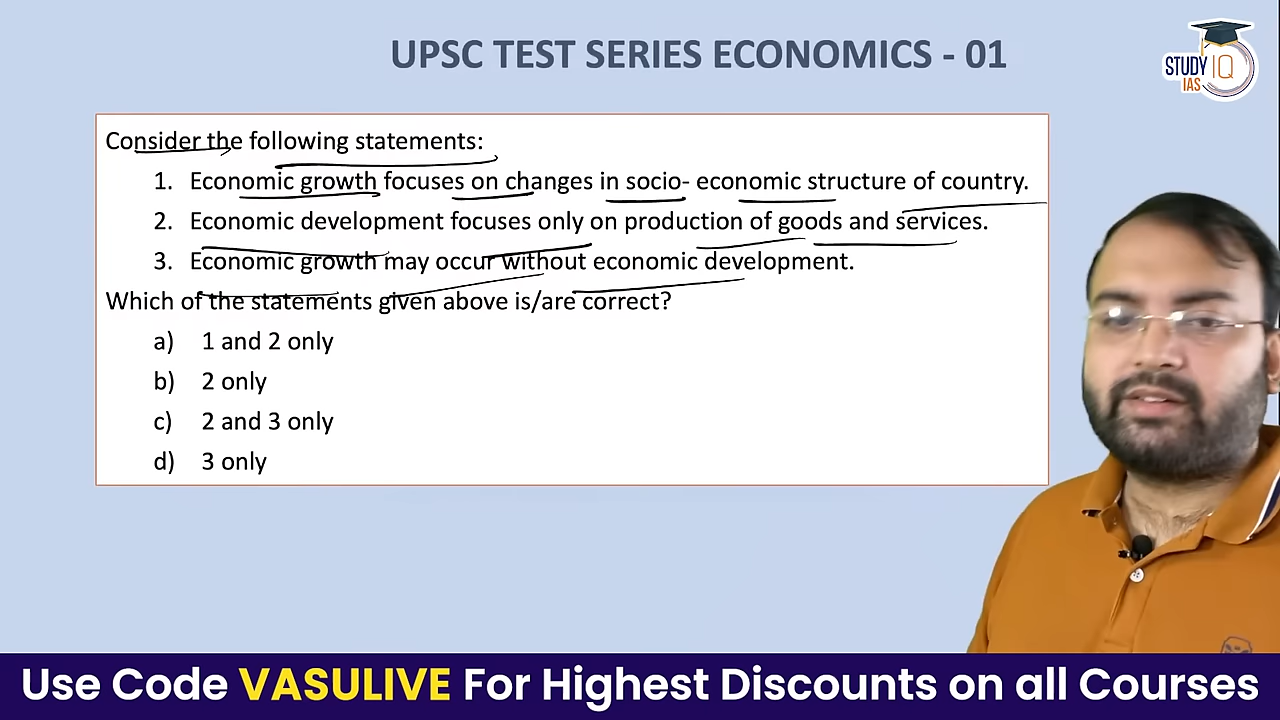 UPSC TEST SERIES ECONOMICS - 01
STUDY IQ
IAS
Consider the following statements:
1. Economic growth focuses on changes in socio- economic structure of country.
2. Economic development focuses only on production of goods and services.
3. Economic growth may occur without economic development.
Which of the statements given above is/are correct?
a) 1 and 2 only
b) 2 only
c) 2 and 3 only
d) 3 only
Use Code VASULIVE For Highest Discounts on all Courses